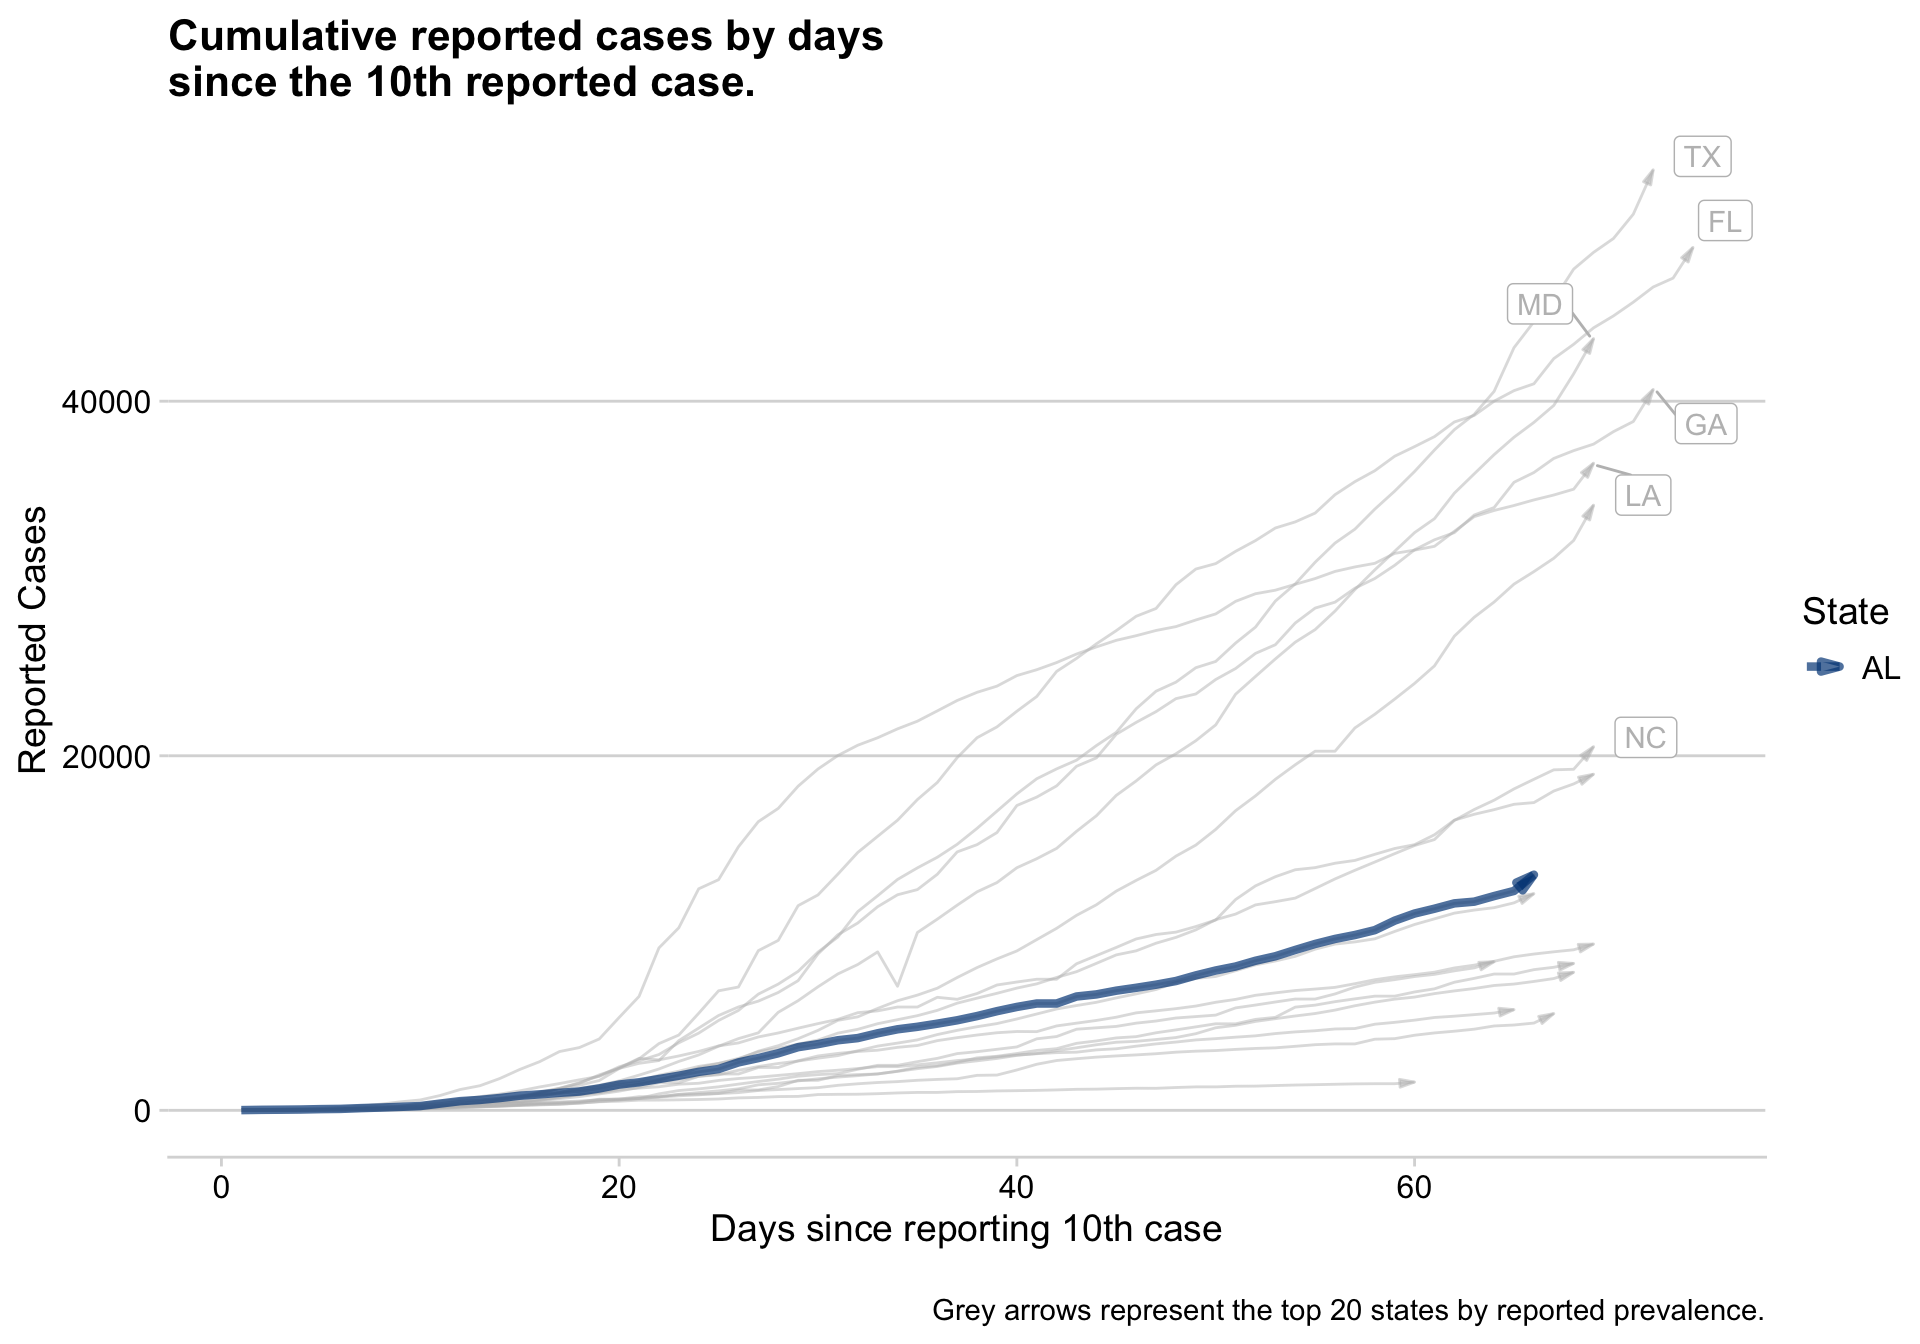 Cumulative reported cases by days
since the 10th reported case.
TX
FL
MD
40000
GA
LA
Reported Cases
State
AL
NC
20000
0
0 20 40 60
Days since reporting 10th case
Grey arrows represent the top 20 states by reported prevalence.